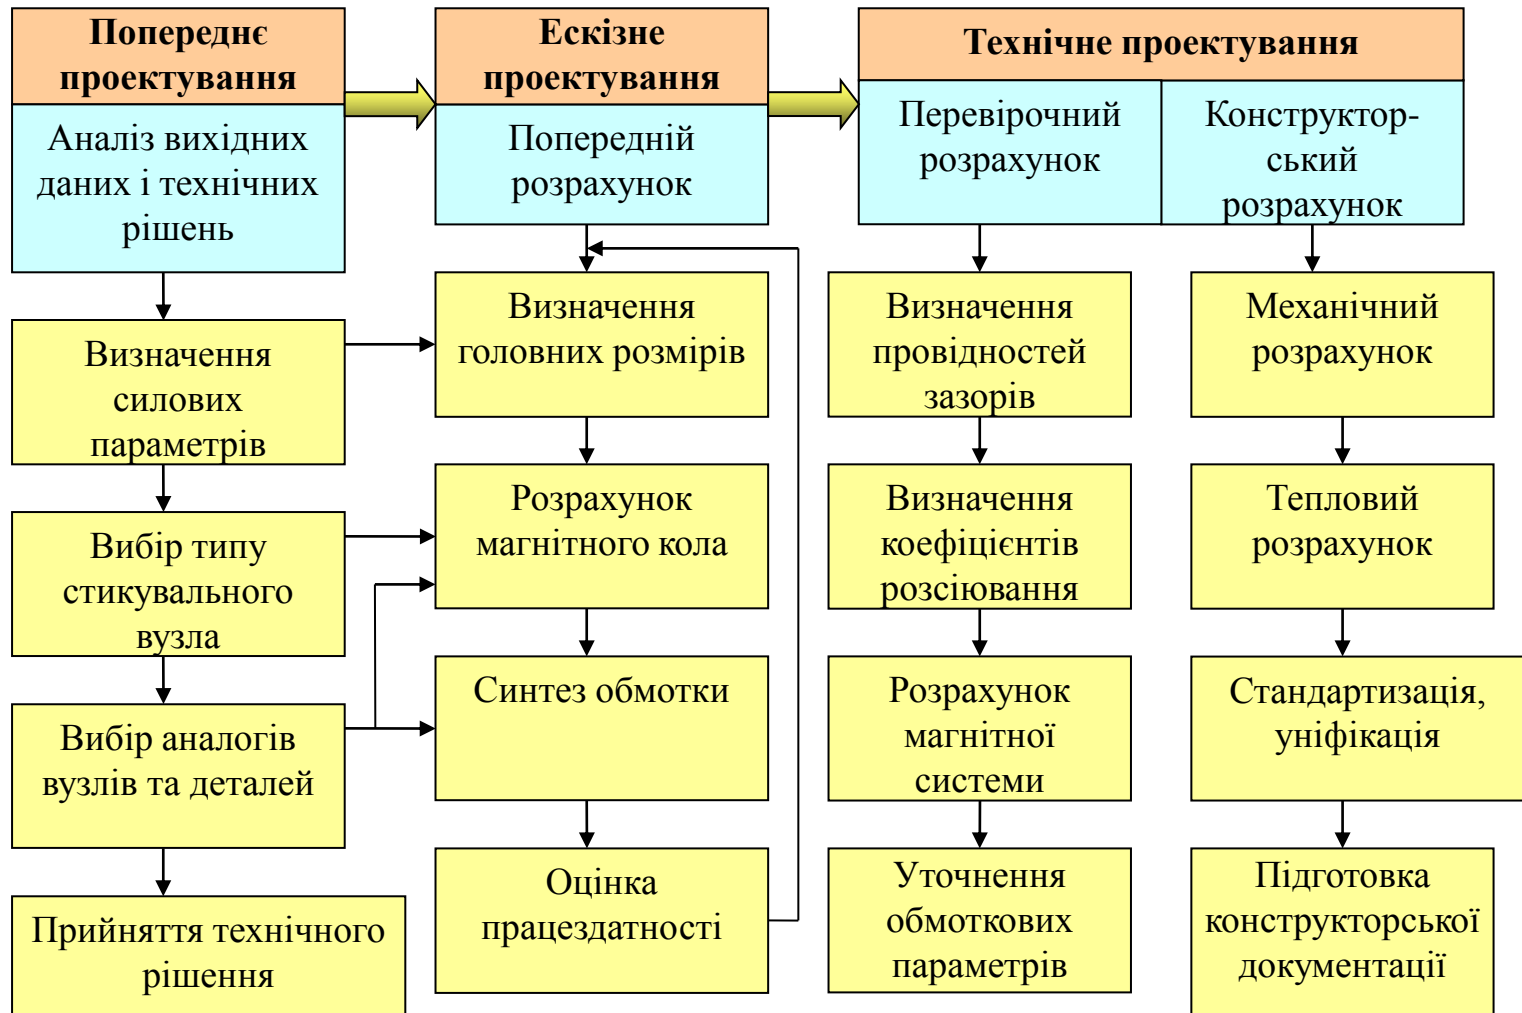 Попереднє
проектування
Аналіз вихідних
даних і технічних
рішень
Визначення
силових
параметрів
Вибір типу
стикувального
вузла
Вибір аналогів
вузлів та деталей
Прийняття технічного
рішення
Ескізне
проектування
Попередній
розрахунок
Визначення
головних розмірів
Розрахунок
магнітного кола
Синтез обмотки
Оцінка
працездатності
Технічне проектування
Перевірочний
розрахунок
Визначення
провідностей
зазорів
Визначення
коефіцієнтів
розсіювання
Розрахунок
магнітної
системи
Уточнення
обмоткових
параметрів
Конструктор-
ський
розрахунок
Механічний
розрахунок
Тепловий
розрахунок
Стандартизація,
уніфікація
Підготовка
конструкторської
документації